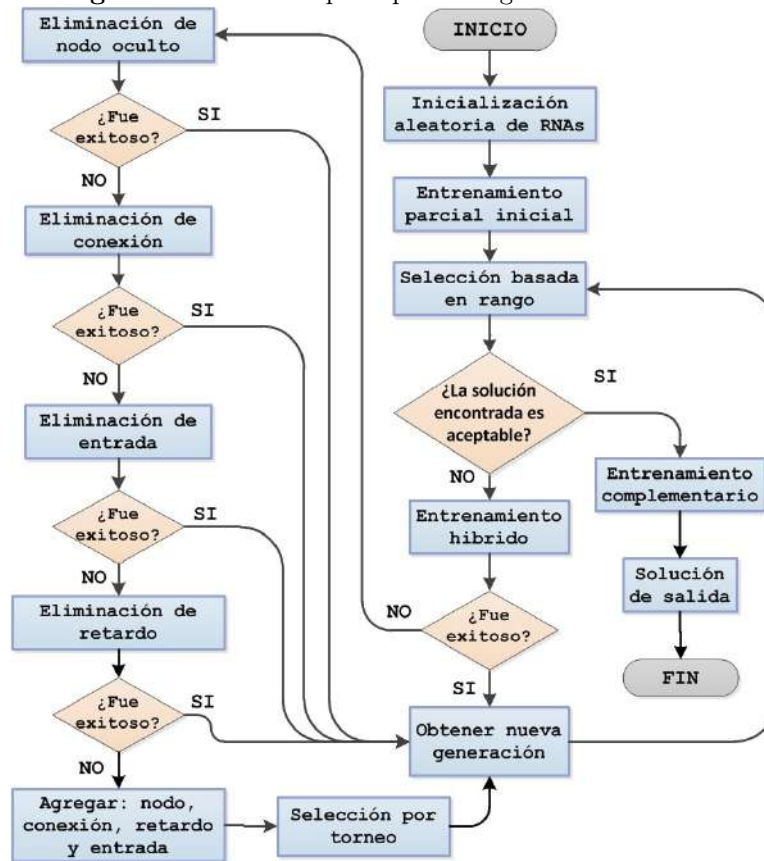 INICIO
Inicialización
aleatoria de RNAs
Entrenamiento
parcial inicial
Selección basada
en rango
¿La solución
encontrada es
aceptable?
SI
NO
Entrenamiento
complementario
Solución
de salida
FIN
Entrenamiento
hibrido
¿Fue
exitoso?
NO
SI
Eliminación de
nodo oculto
¿Fue
exitoso?
SI
NO
Eliminación de
conexión
¿Fue
exitoso?
SI
NO
Eliminación de
entrada
¿Fue
exitoso?
SI
NO
Eliminación de
retardo
¿Fue
exitoso?
SI
NO
Agregar: nodo,
conexión, retardo
y entrada
Selección por
torneo
Obtener nueva
generación